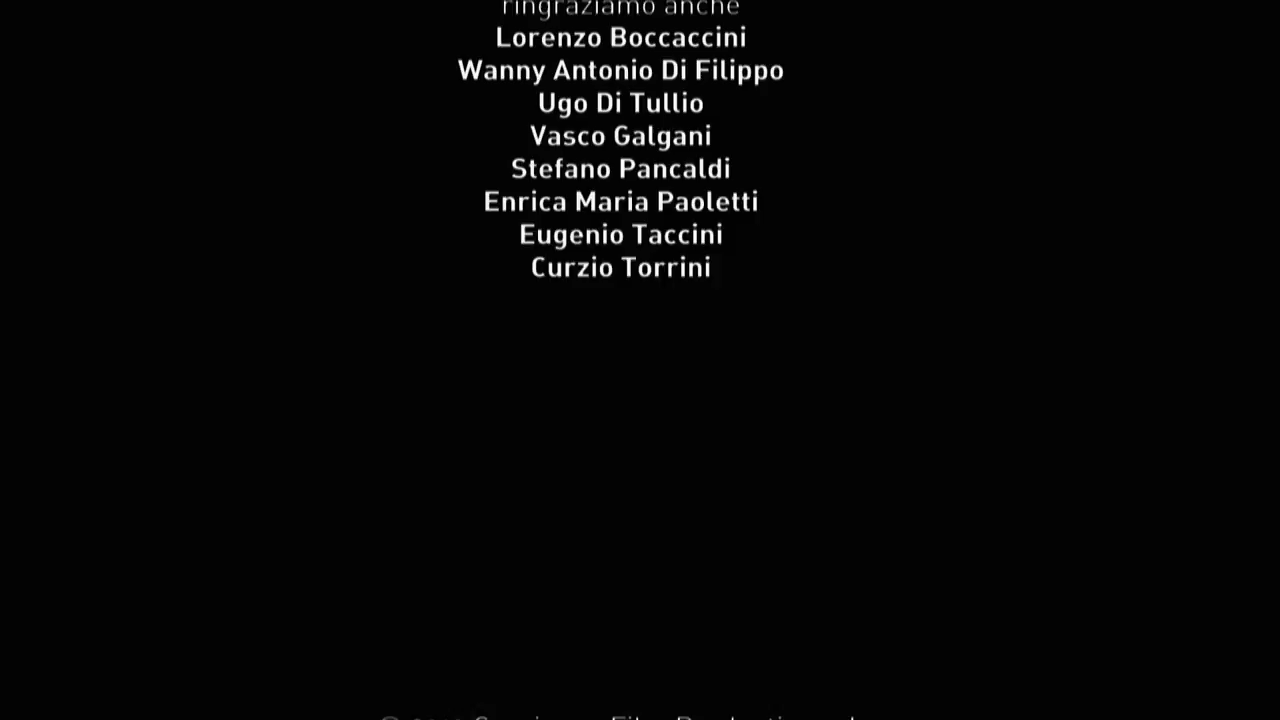 ringraziamo anche
Lorenzo Boccaccini
Wanny Antonio Di Filippo
Ugo Di Tullio
Vasco Galgani
Stefano Pancaldi
Enrica Maria Paoletti
Eugenio Taccini
Curzio Torrini